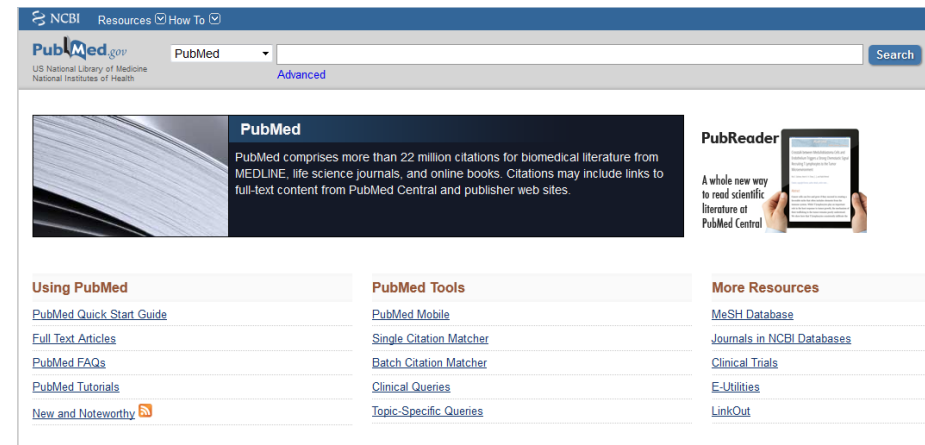 NCBI Resources How To
PubMed.gov
US National Library of Medicine
National Institutes of Health
PubMed
Search
Advanced
PubMed
PubMed comprises more than 22 million citations for biomedical literature from
MEDLINE, life science journals, and online books. Citations may include links to
full-text content from PubMed Central and publisher web sites.
PubReader
A whole new way
to read scientific
literature at
PubMed Central
Using PubMed
PubMed Quick Start Guide
Full Text Articles
PubMed FAQs
PubMed Tutorials
New and Noteworthy
PubMed Tools
PubMed Mobile
Single Citation Matcher
Batch Citation Matcher
Clinical Queries
Topic-Specific Queries
More Resources
MeSH Database
Journals in NCBI Databases
Clinical Trials
E-Utilities
LinkOut